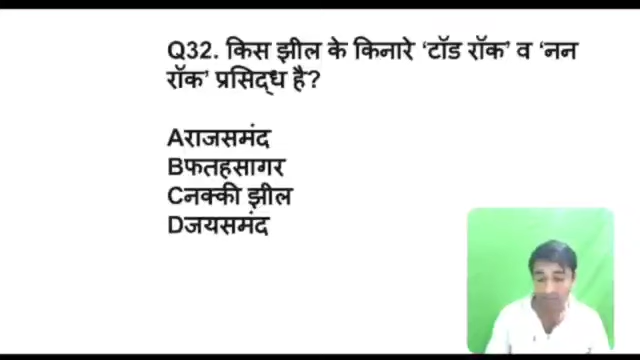 Q32. किस झील के किनारे ‘टॉड रॉक’ व ‘नन
रॉक’ प्रसिद्ध है?
Aराजसमंद
Bफतहसागर
Cनक्की झील
Dजयसमंद